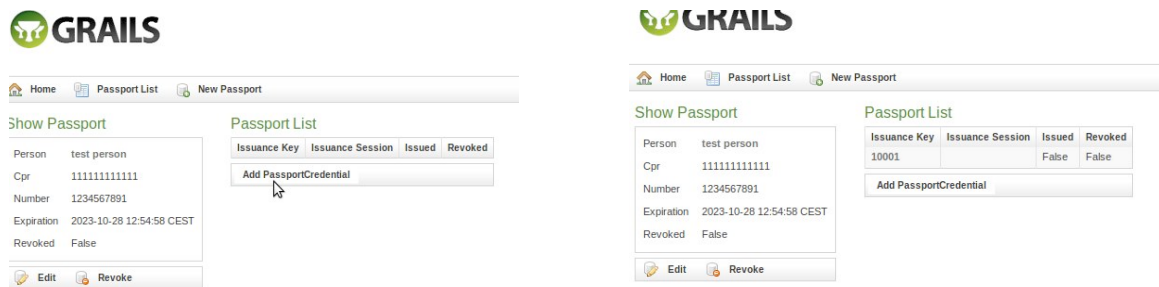 GRAILS
Home Passport List New Passport
Show Passport
Person test person
Cpr 111111111111
Number 1234567891
Expiration 2023-10-28 12:54:58 CEST
Revoked False
Edit Revoke
Passport List
Issuance Key Issuance Session Issued Revoked
Add PassportCredential
GRAILS
Home Passport List New Passport
Show Passport
Person test person
Cpr 111111111111
Number 1234567891
Expiration 2023-10-28 12:54:58 CEST
Revoked False
Edit Revoke
Passport List
Issuance Key Issuance Session Issued Revoked
10001 False False
Add PassportCredential